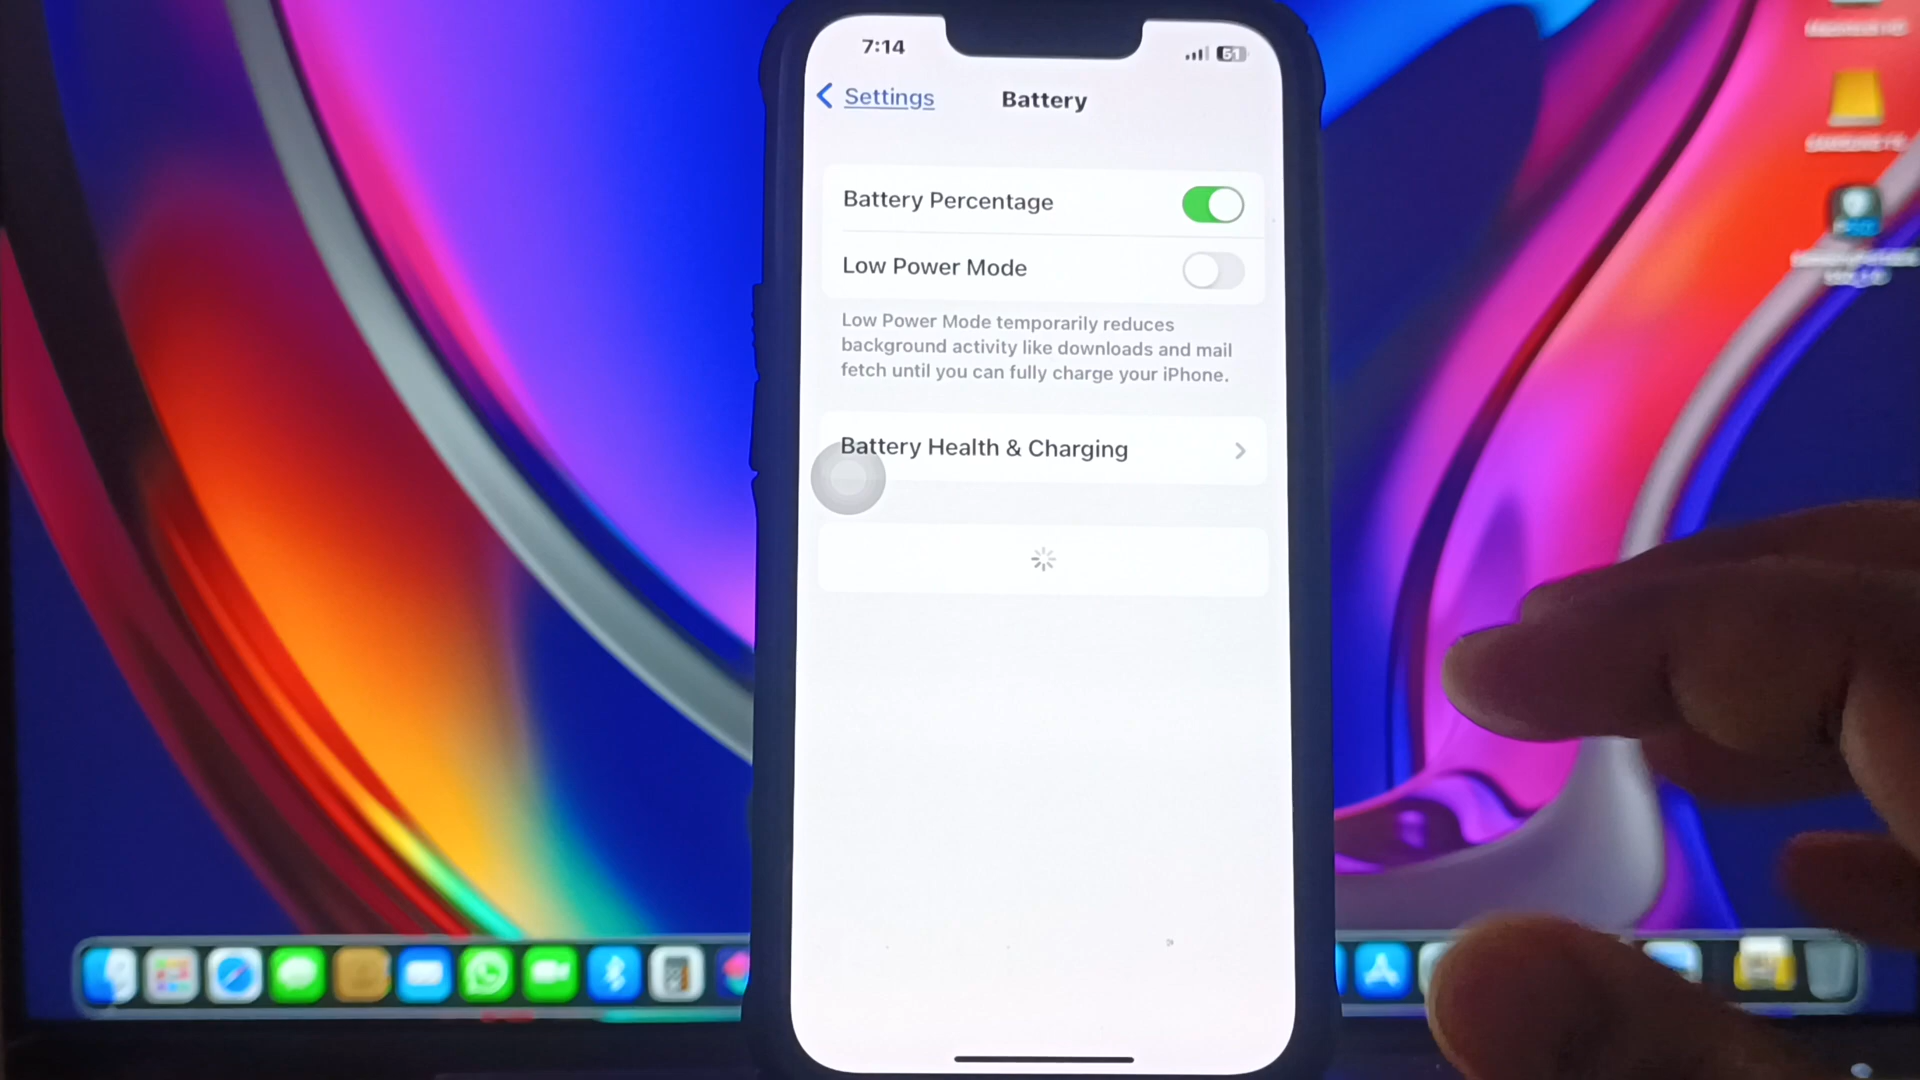 7:14
61
Settings
Battery
Battery Percentage
Low Power Mode
Low Power Mode temporarily reduces
background activity like downloads and mail
fetch until you can fully charge your iPhone.
Battery Health & Charging